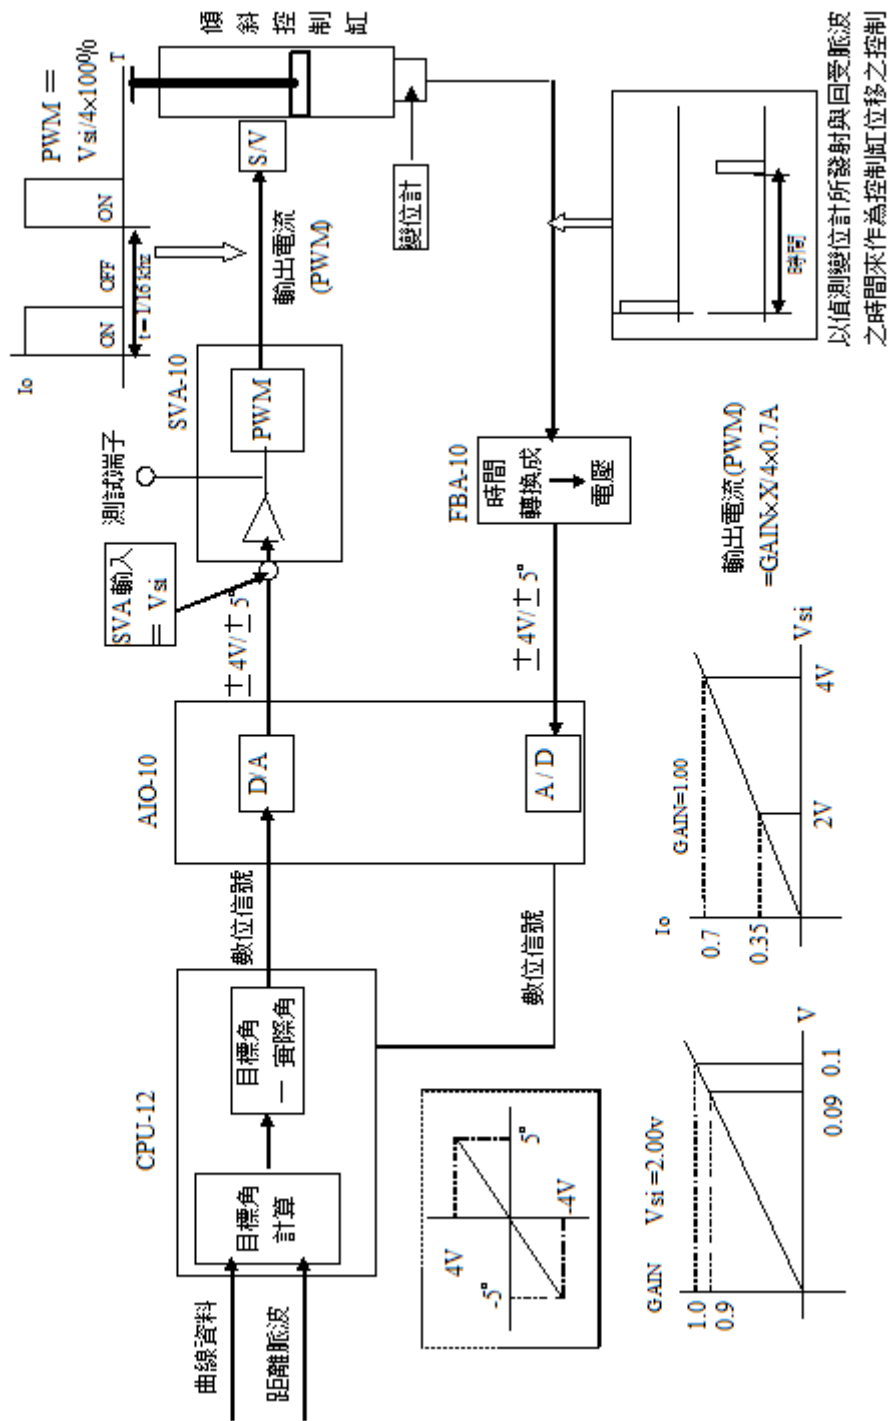 曲線資料
距離脈波
CPU-12
目標角
計算
目標角
— 實際角
數位信號
數位信號
AIO-10
D/A
A/D
±4V/±5°
±4V/±5°
SVA 輸入
= Vsi
測試端子
SVA-10
PWM
FBA-10
時間
轉換成
電壓
輸出電流
(PWM)
S/V
變位計
傾斜控制缸
Io
ON
OFF
ON
t=1/16 khz
T
PWM =
Vsi/4×100%
時間
以偵測變位計所發射與回受脈波
之時間來作為控制缸位移之控制
4V
-5°
5°
-4V
GAIN
Vsi=2.00v
1.0
0.9
0.09
0.1
V
Io
GAIN=1.00
0.7
0.35
2V
4V
Vsi
輸出電流(PWM)
=GAIN×X/4×0.7A